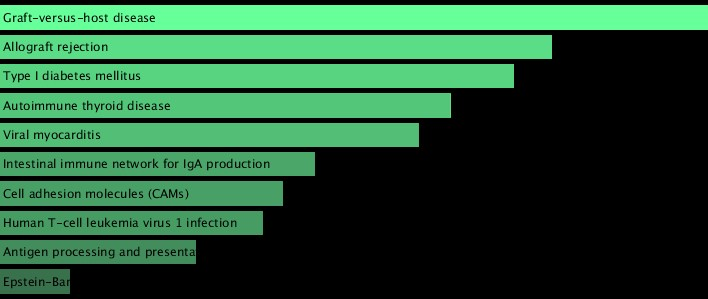 Graft-versus-host disease
Allograft rejection
Type I diabetes mellitus
Autoimmune thyroid disease
Viral myocarditis
Intestinal immune network for IgA production
Cell adhesion molecules (CAMs)
Human T-cell leukemia virus 1 infection
Antigen processing and presenta
Epstein-Bar